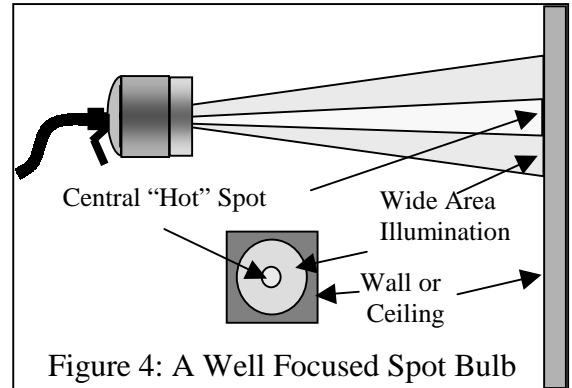 Central “Hot” Spot
Wide Area
Illumination
Wall or
Ceiling
Figure 4: A Well Focused Spot Bulb